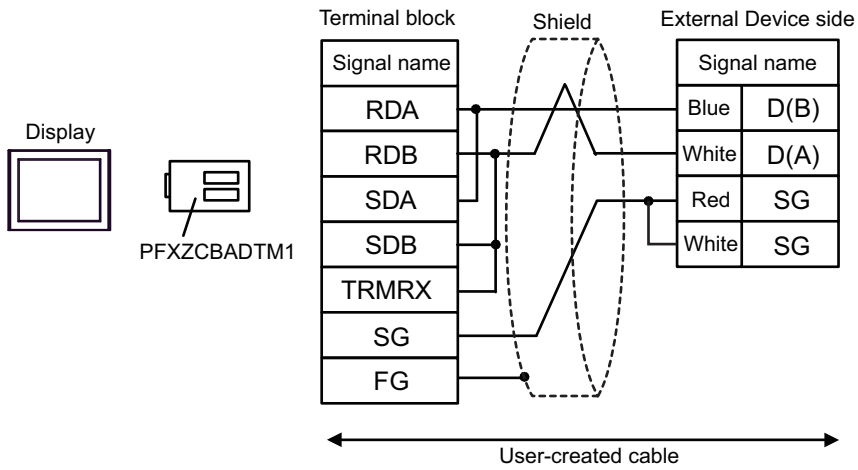 Terminal block
Shield
External Device side
Signal name
Signal name
RDA
Blue
D(B)
Display
RDB
White
D(A)
SDA
Red
SG
PFXZCBADTM1
SDB
White
SG
TRMRX
SG
FG
User-created cable